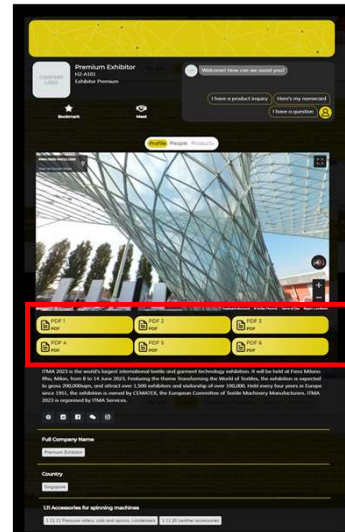 COMPANY LOGO
Premium Exhibitor
H2-A101
Exhibitor Premium
Bookmark
Meet
Welcome! How can we assist you?
I have a product inquiry
Here's my namecard
I have a question
Profile People Products
PDF 1
PDF
PDF 2
PDF
PDF 3
PDF
PDF 4
PDF
PDF 5
PDF
PDF 6
PDF
ITMA 2023 is the world's largest international textile and garment technology exhibition. It will be held at Fiera Milano
Rho, Milan, from 8 to 14 June 2023. Featuring the theme Transforming the World of Textiles, the exhibition is expected
to gross 200,000sqm, and attract over 1,500 exhibitors and visitorship of over 100,000. Held every four years in Europe
since 1951, the exhibition is owned by CEMATEX, the European Committee of Textile Machinery Manufacturers. ITMA
2023 is organised by ITMA Services.
Full Company Name
Premium Exhibitor
Country
Singapore
1.11 Accessories for spinning machines
1.11.20 Leather accessories